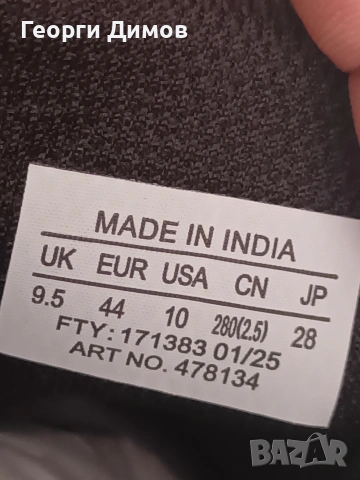 Георги Димов
MADE IN INDIA
UK EUR USA CN JP
9.5 44 10 280(2.5) 28
FTY: 171383 01/25
ART NO. 478134
BAZAR